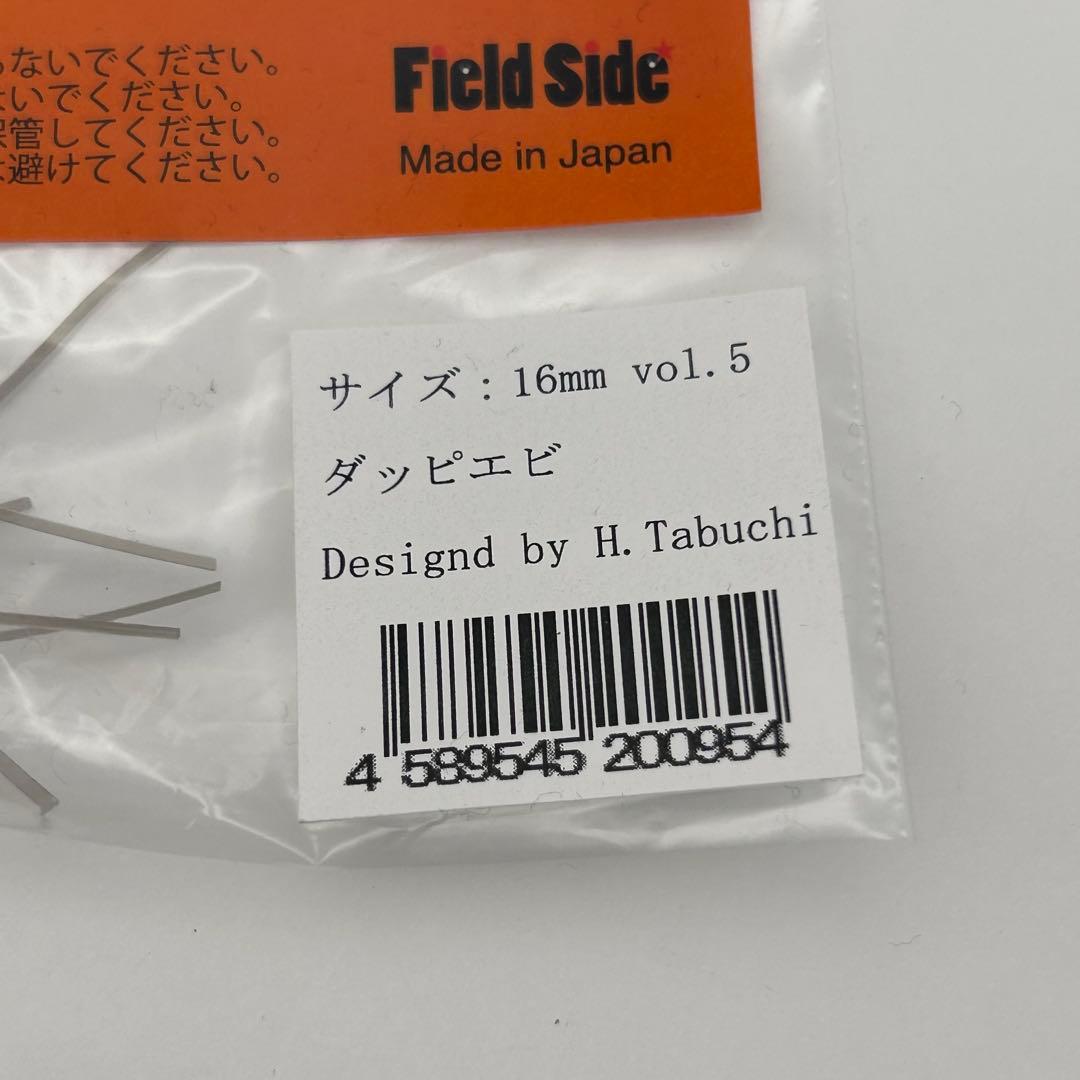 ないでください。
いでください。
保管してください。
避けてください。
Field Side
Made in Japan
サイズ：16mm vol.5
ダッピエビ
Designd by H.Tabuchi
4 589545 200954